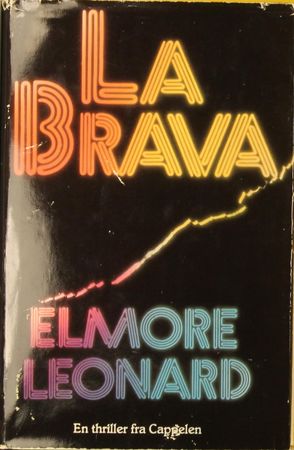 LA
BRAVA
ELMORE
LEONARD
En thriller fra Cappelen